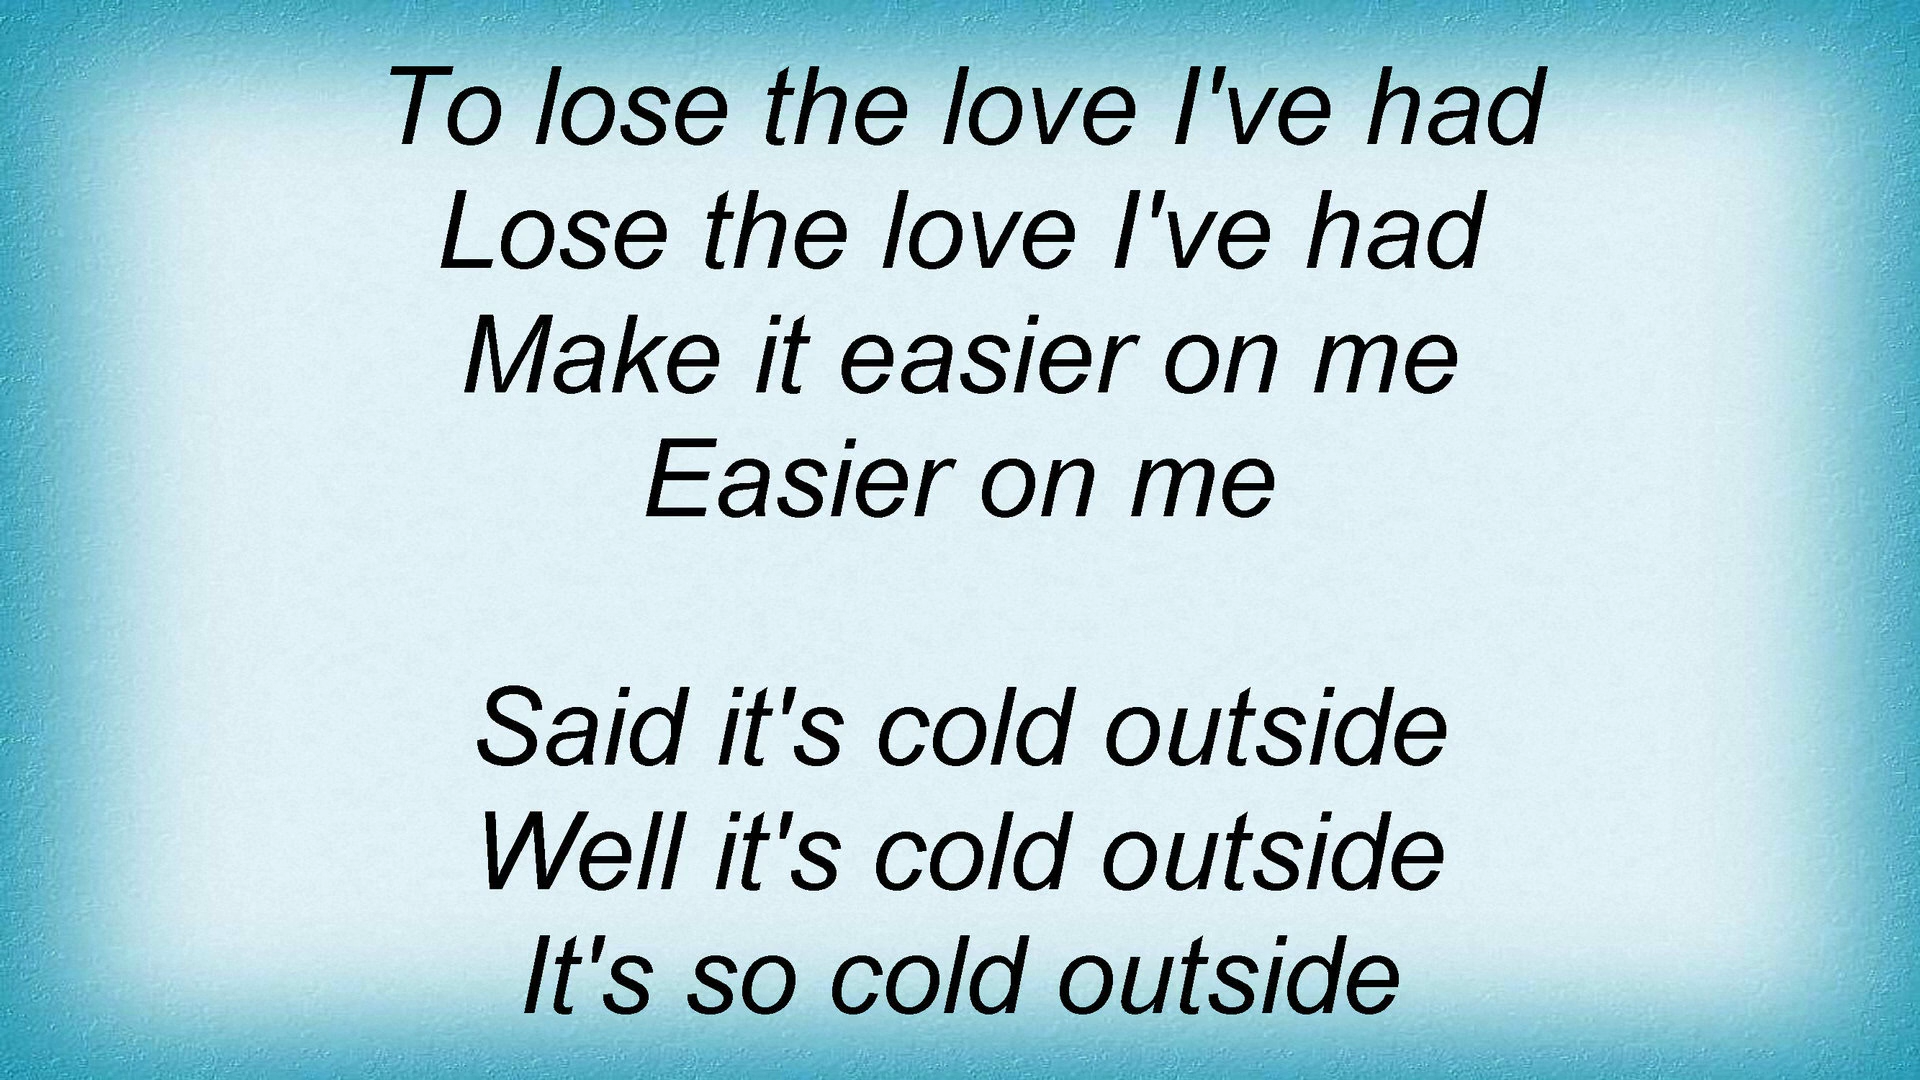 To lose the love I've had
Lose the love I've had
Make it easier on me
Easier on me
Said it's cold outside
Well it's cold outside
It's so cold outside